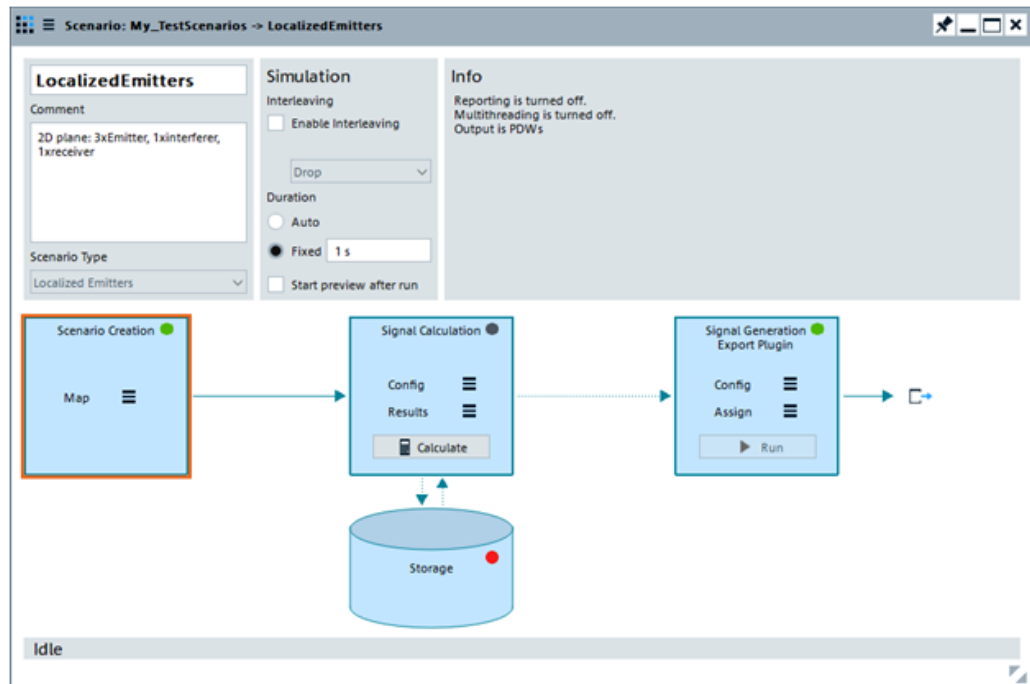 Scenario: My_TestScenarios -> LocalizedEmitters
LocalizedEmitters
Comment
2D plane: 3xEmitter, 1xinterferer,
1xreceiver
Scenario Type
Localized Emitters
Simulation
Interleaving
Enable Interleaving
Drop
Duration
Auto
Fixed 1 s
Start preview after run
Info
Reporting is turned off.
Multithreading is turned off.
Output is PDWs
Scenario Creation
Map
Signal Calculation
Config
Results
Calculate
Storage
Signal Generation
Export Plugin
Config
Assign
Run
Idle